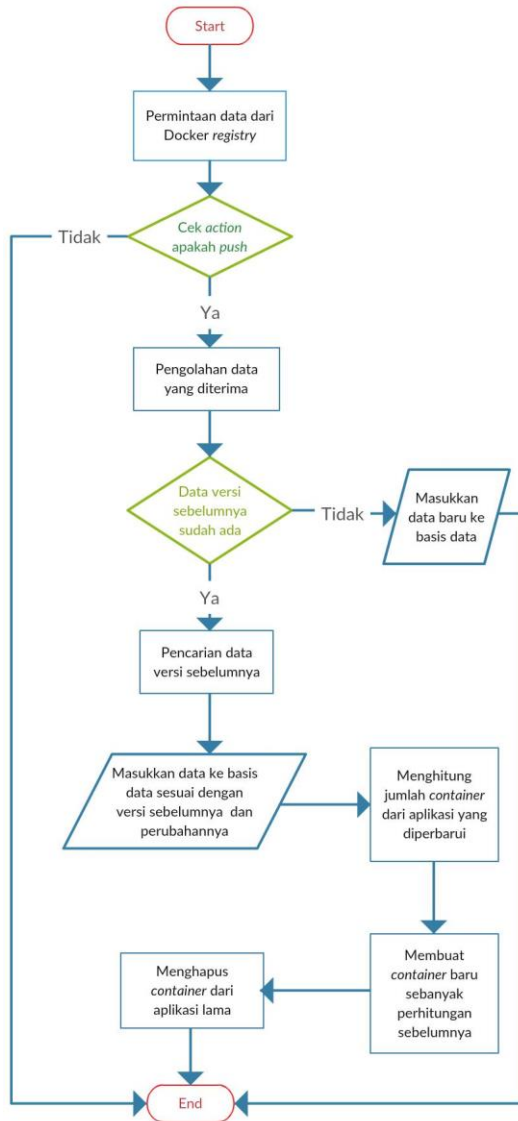 Start
Permintaan data dari
Docker registry
Cek action
apakah push
Tidak
Ya
Pengolahan data
yang diterima
Data versi
sebelumnya
sudah ada
Tidak
Masukkan
data baru ke
basis data
Ya
Pencarian data
versi sebelumnya
Masukkan data ke basis
data sesuai dengan
versi sebelumnya dan
perubahannya
Menghitung
jumlah container
dari aplikasi yang
diperbarui
Membuat
container baru
sebanyak
perhitungan
sebelumnya
Menghapus
container dari
aplikasi lama
End